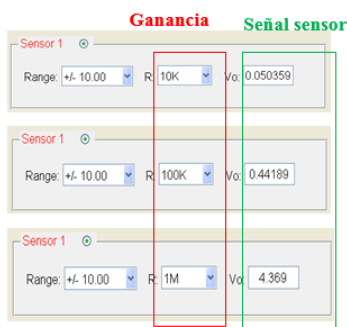 Ganancia Señal sensor
Sensor 1
Range: +/- 10.00 R: 10K Vo: 0.050359
Sensor 1
Range: +/- 10.00 R: 100K Vo: 0.44189
Sensor 1
Range: +/- 10.00 R: 1M Vo: 4.369